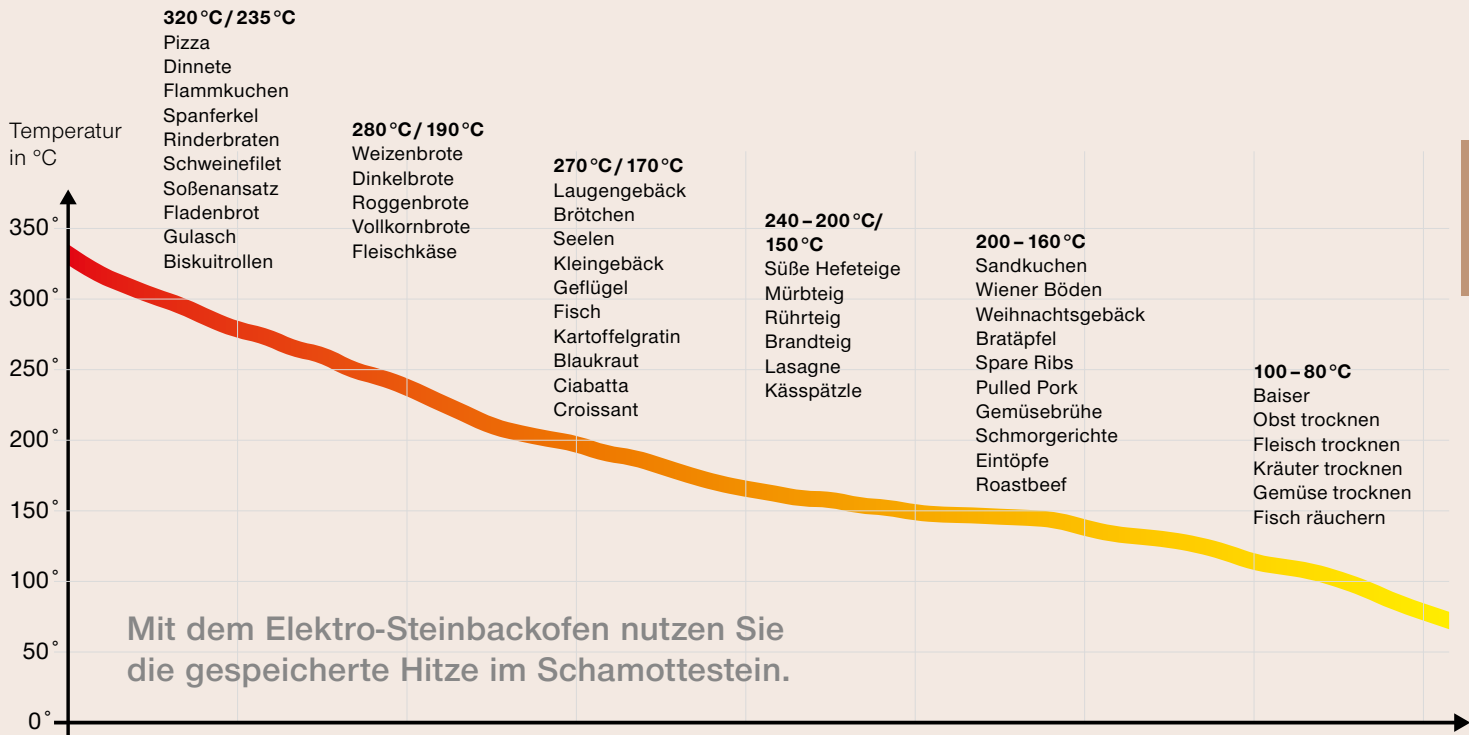 Temperatur
in °C
350°
300°
250°
200°
150°
100°
50°
0°
320 °C / 235 °C
Pizza
Dinnete
Flammkuchen
Spanferkel
Rinderbraten
Schweinefilet
Soßenansatz
Fladenbrot
Gulasch
Biskuitrollen
280 °C / 190 °C
Weizenbrote
Dinkelbrote
Roggenbrote
Vollkornbrote
Fleischkäse
270 °C / 170 °C
Laugengebäck
Brötchen
Seelen
Kleingebäck
Geflügel
Fisch
Kartoffelgratin
Blaukraut
Ciabatta
Croissant
240 – 200 °C/
150 °C
Süße Hefeteige
Mürbteig
Rührteig
Brandteig
Lasagne
Kässpätzle
200 – 160 °C
Sandkuchen
Wiener Böden
Weihnachtsgebäck
Bratäpfel
Spare Ribs
Pulled Pork
Gemüsebrühe
Schmorgerichte
Eintöpfe
Roastbeef
100 – 80 °C
Baiser
Obst trocknen
Fleisch trocknen
Kräuter trocknen
Gemüse trocknen
Fisch räuchern
Mit dem Elektro-Steinbackofen nutzen Sie
die gespeicherte Hitze im Schamottestein.